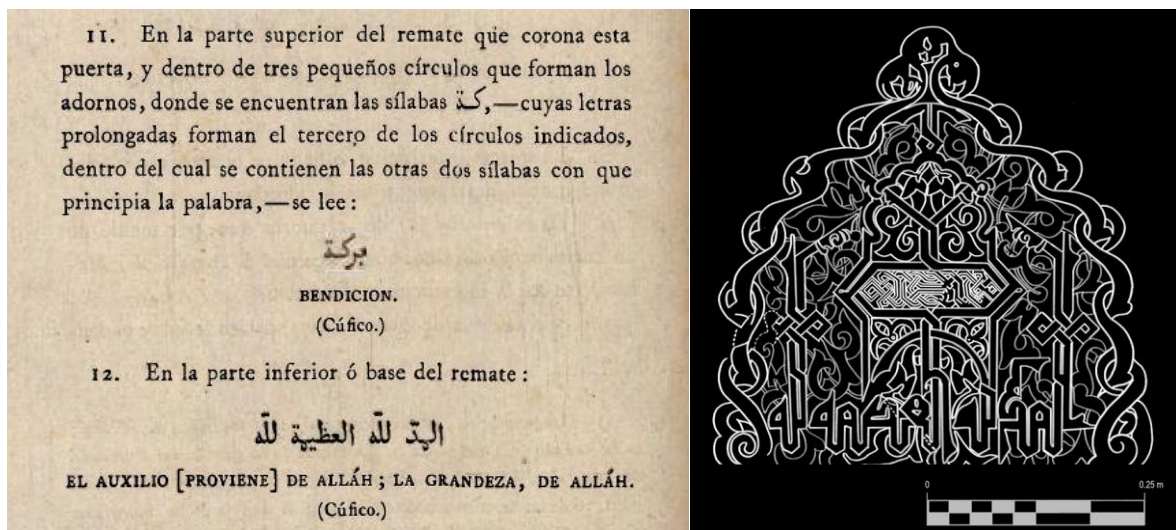 11. En la parte superior del remate que corona esta
puerta, y dentro de tres pequeños círculos que forman los
adornos, donde se encuentran las sílabas كة,—cuyas letras
prolongadas forman el tercero de los círculos indicados,
dentro del cual se contienen las otras dos sílabas con que
principia la palabra,—se lee:
بركة
BENDICION.
(Cúfico.)
12. En la parte inferior ó base del remate:
المدّ للّه العظمة للّه
EL AUXILIO [PROVIENE] DE ALLÁH; LA GRANDEZA, DE ALLÁH.
(Cúfico.)
0
0.25 m